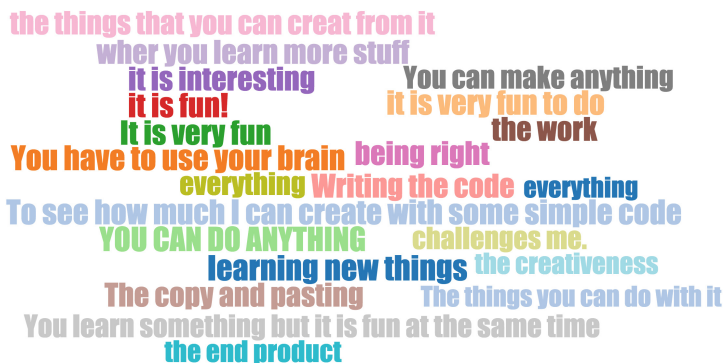 the things that you can creat from it
wher you learn more stuff
it is interesting
You can make anything
it is fun!
it is very fun to do
It is very fun
the work
You have to use your brain
being right
everything
Writing the code
everything
To see how much I can create with some simple code
YOU CAN DO ANYTHING
challenges me.
learning new things
the creativeness
The copy and pasting
The things you can do with it
You learn something but it is fun at the same time
the end product